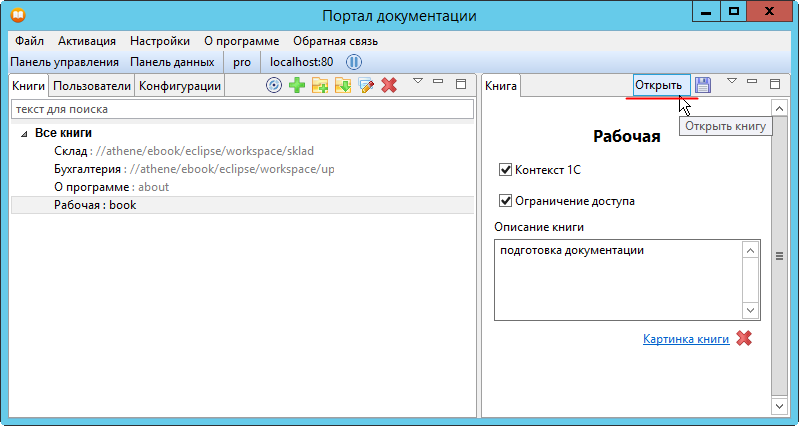 Портал документации
Файл Активация Настройки О программе Обратная связь
Панель управления Панель данных pro localhost:80
Книги Пользователи Конфигурации
текст для поиска
Все книги
Склад : //athene/ebook/eclipse/workspace/sklad
Бухгалтерия : //athene/ebook/eclipse/workspace/up
О программе : about
Рабочая : book
Книга Открыть
Открыть книгу
Рабочая
Контекст 1С
Ограничение доступа
Описание книги
подготовка документации
Картинка книги